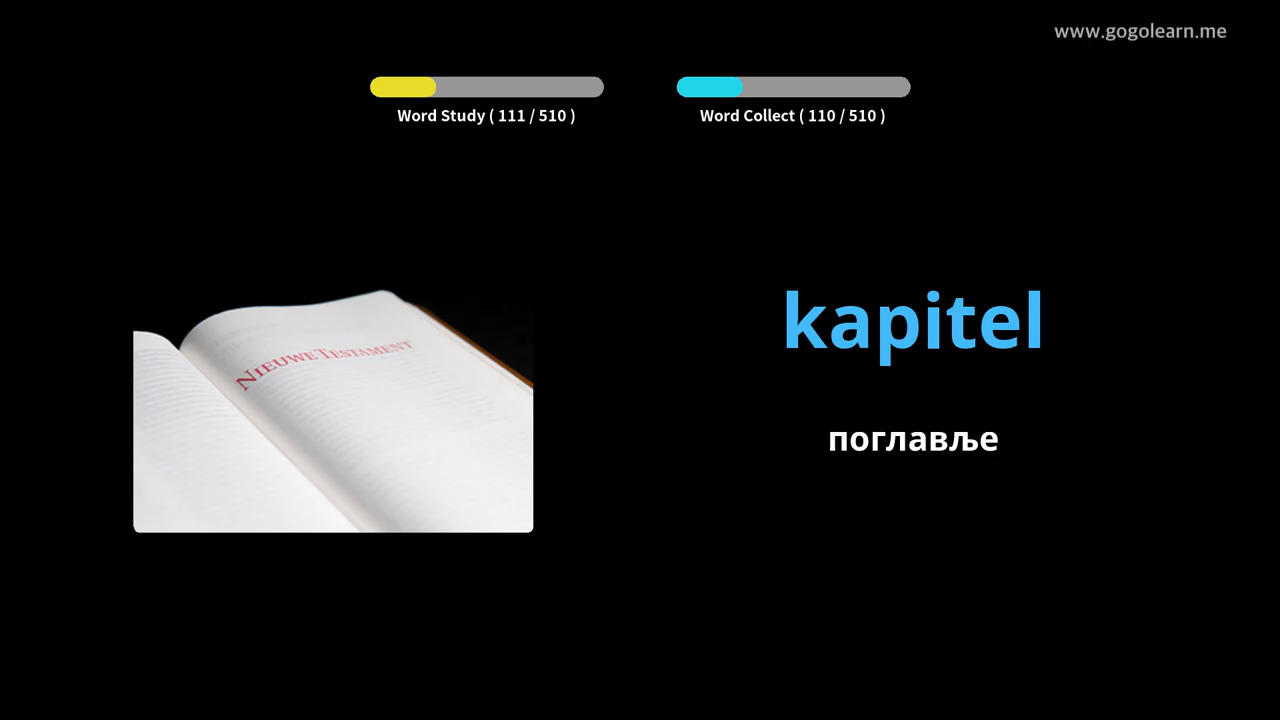 www.gogolearn.me
Word Study ( 111 / 510 )
Word Collect ( 110 / 510 )
kapitel
поглавље
NIEUWE TESTAMENT